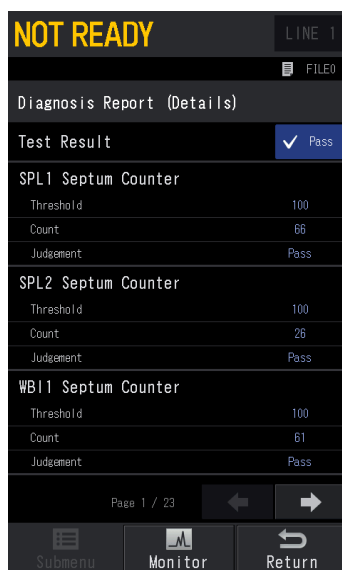 NOT READY LINE 1
FILE0
Diagnosis Report (Details)
Test Result Pass
SPL1 Septum Counter
Threshold 100
Count 66
Judgement Pass
SPL2 Septum Counter
Threshold 100
Count 26
Judgement Pass
WBI1 Septum Counter
Threshold 100
Count 61
Judgement Pass
Page 1 / 23
Submenu Monitor Return